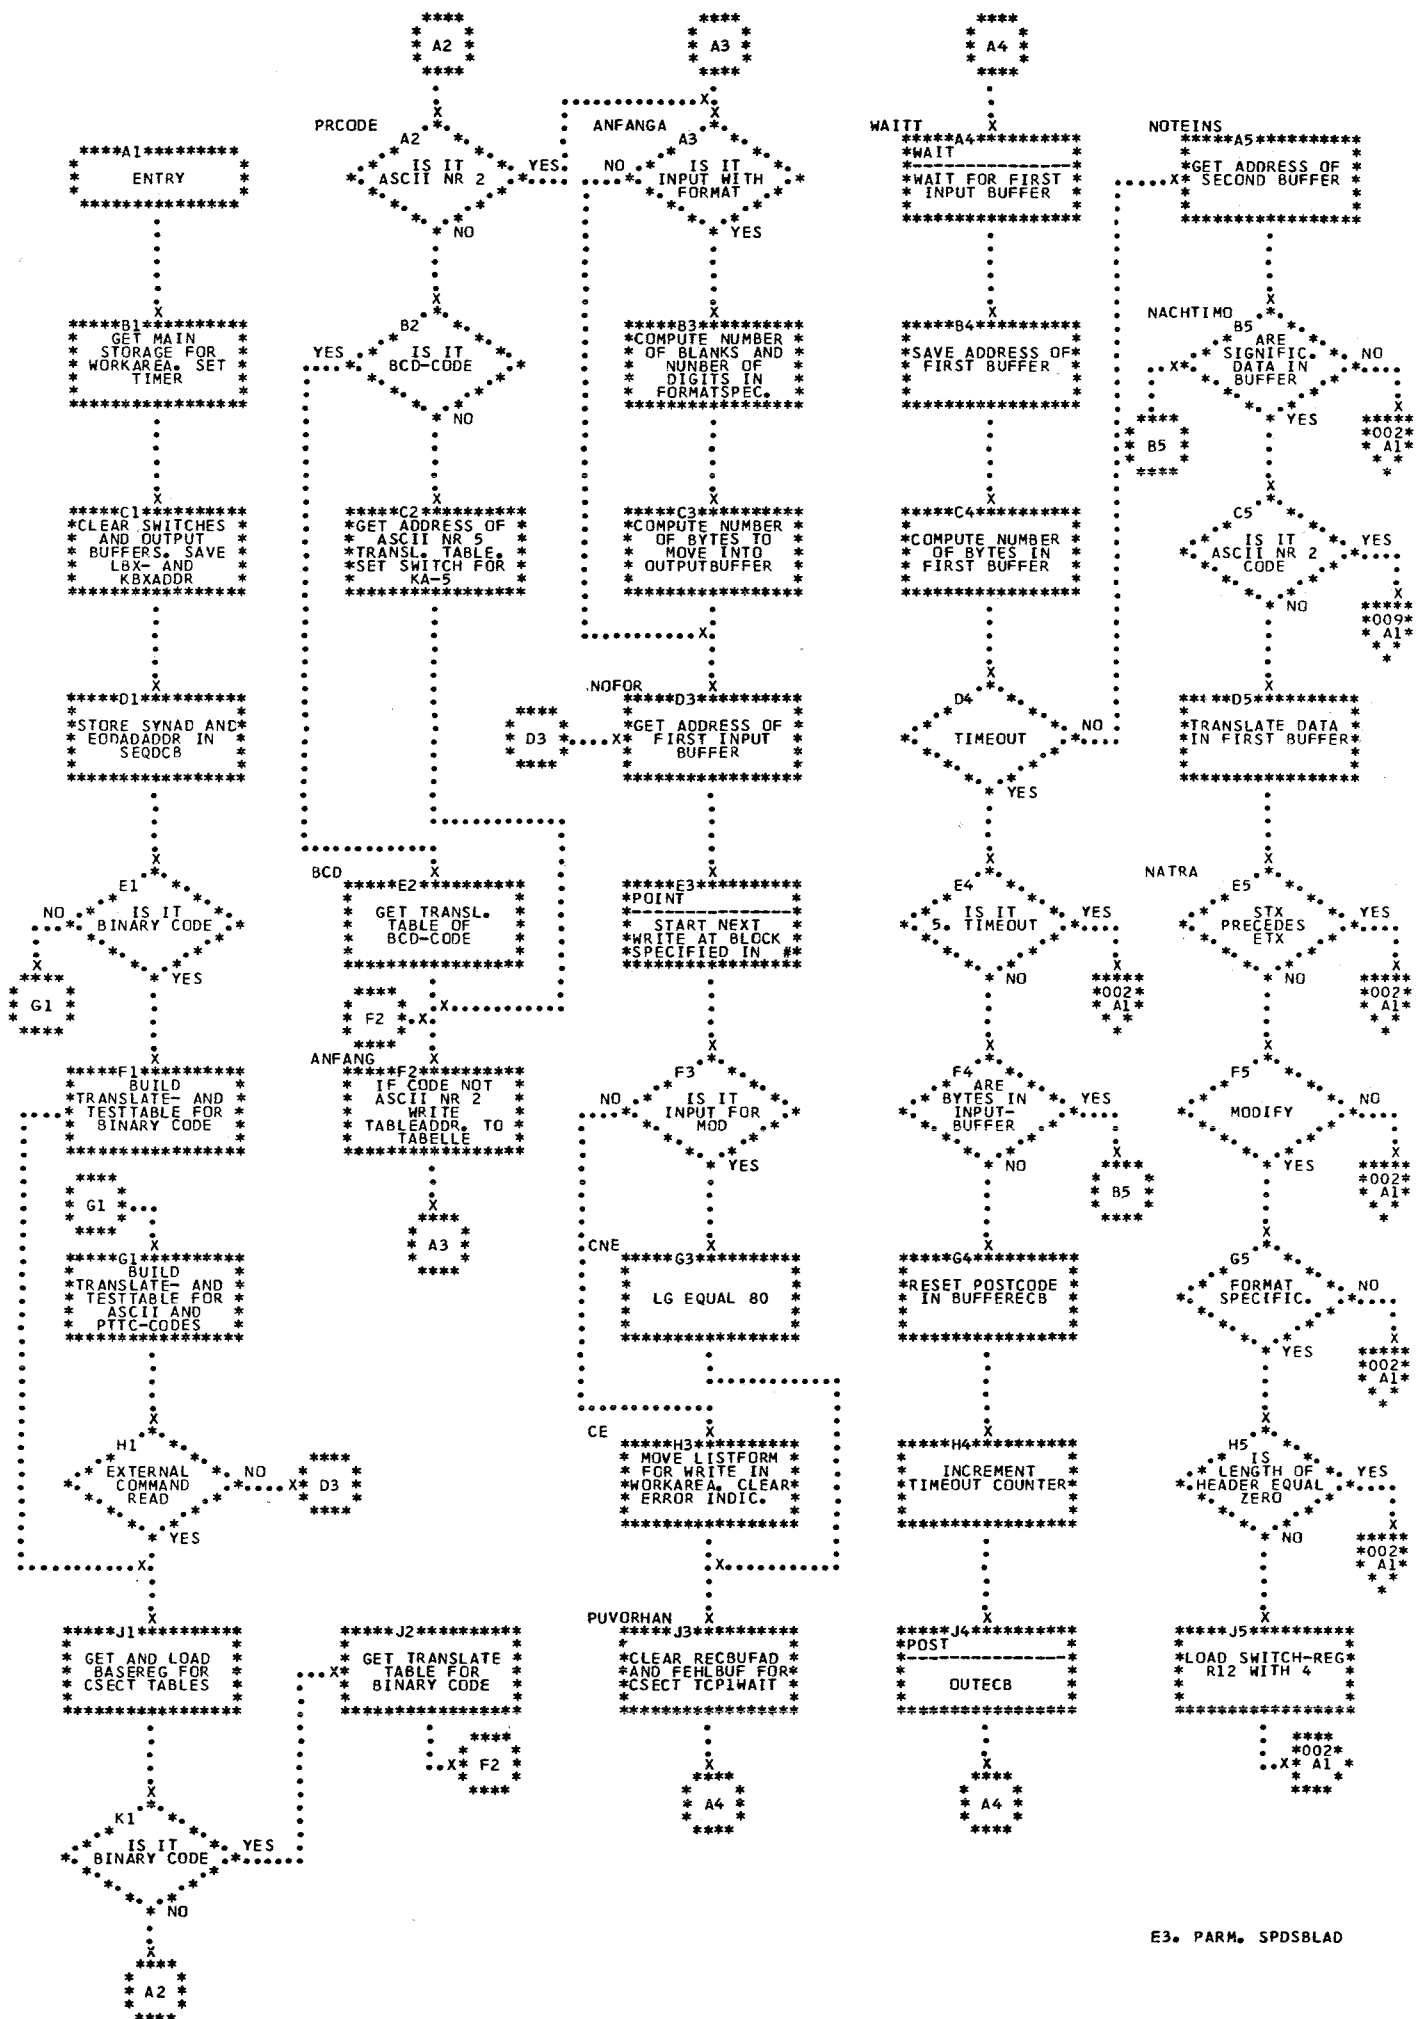 A2
A3
A4
PRCODE
A2
IS IT
ASCII NR 2
YES
NO
ANFANGA
A3
NO
IS IT
INPUT WITH
FORMAT
YES
WAITT
A4
WAIT
WAIT FOR FIRST
INPUT BUFFER
NOTEINS
A5
GET ADDRESS OF
SECOND BUFFER
A1
ENTRY
B1
GET MAIN
STORAGE FOR
WORKAREA. SET
TIMER
B2
YES
IS IT
BCD-CODE
NO
B3
COMPUTE NUMBER
OF BLANKS AND
NUNBER OF
DIGITS IN
FORMATSPEC.
B4
SAVE ADDRESS OF
FIRST BUFFER
NACHTIMO
B5
ARE
SIGNIFIC.
DATA IN
BUFFER
NO
YES
B5
002
A1
C1
CLEAR SWITCHES
AND OUTPUT
BUFFERS. SAVE
LBX- AND
KBXADDR
C2
GET ADDRESS OF
ASCII NR 5
TRANSL. TABLE.
SET SWITCH FOR
KA-5
C3
COMPUTE NUMBER
OF BYTES TO
MOVE INTO
OUTPUTBUFFER
C4
COMPUTE NUMBER
OF BYTES IN
FIRST BUFFER
C5
IS IT
ASCII NR 2
CODE
YES
NO
009
A1
D1
STORE SYNAD AND
EODADADDR IN
SEQDCB
NOFOR
D3
D3
GET ADDRESS OF
FIRST INPUT
BUFFER
D4
TIMEOUT
NO
YES
D5
TRANSLATE DATA
IN FIRST BUFFER
E1
NO
IS IT
BINARY CODE
YES
G1
BCD
E2
GET TRANSL.
TABLE OF
BCD-CODE
E3
POINT
START NEXT
WRITE AT BLOCK
SPECIFIED IN #
E4
IS IT
5. TIMEOUT
YES
NO
002
A1
NATRA
E5
STX
PRECEDES
ETX
YES
NO
002
A1
F1
BUILD
TRANSLATE- AND
TESTTABLE FOR
BINARY CODE
F2
ANFANG
F2
IF CODE NOT
ASCII NR 2
WRITE
TABLEADDR. TO
TABELLE
A3
F3
NO
IS IT
INPUT FOR
MOD
YES
F4
ARE
BYTES IN
INPUT-
BUFFER
YES
NO
B5
F5
MODIFY
NO
YES
002
A1
G1
G1
BUILD
TRANSLATE- AND
TESTTABLE FOR
ASCII AND
PTTC-CODES
CNE
G3
LG EQUAL 80
G4
RESET POSTCODE
IN BUFFERECB
G5
FORMAT
SPECIFIC.
NO
YES
002
A1
H1
EXTERNAL
COMMAND
READ
NO
D3
YES
CE
H3
MOVE LISTFORM
FOR WRITE IN
WORKAREA. CLEAR
ERROR INDIC.
H4
INCREMENT
TIMEOUT COUNTER
H5
IS
LENGTH OF
HEADER EQUAL
ZERO
YES
NO
002
A1
J1
GET AND LOAD
BASEREG FOR
CSECT TABLES
J2
GET TRANSLATE
TABLE FOR
BINARY CODE
F2
PUVORHAN
J3
CLEAR RECBUFAD
AND FEHLBUF FOR
CSECT TCP1WAIT
A4
J4
POST
OUTECB
A4
J5
LOAD SWITCH-REG
R12 WITH 4
002
A1
K1
IS IT
BINARY CODE
YES
NO
A2
E3. PARM. SPDSBLAD